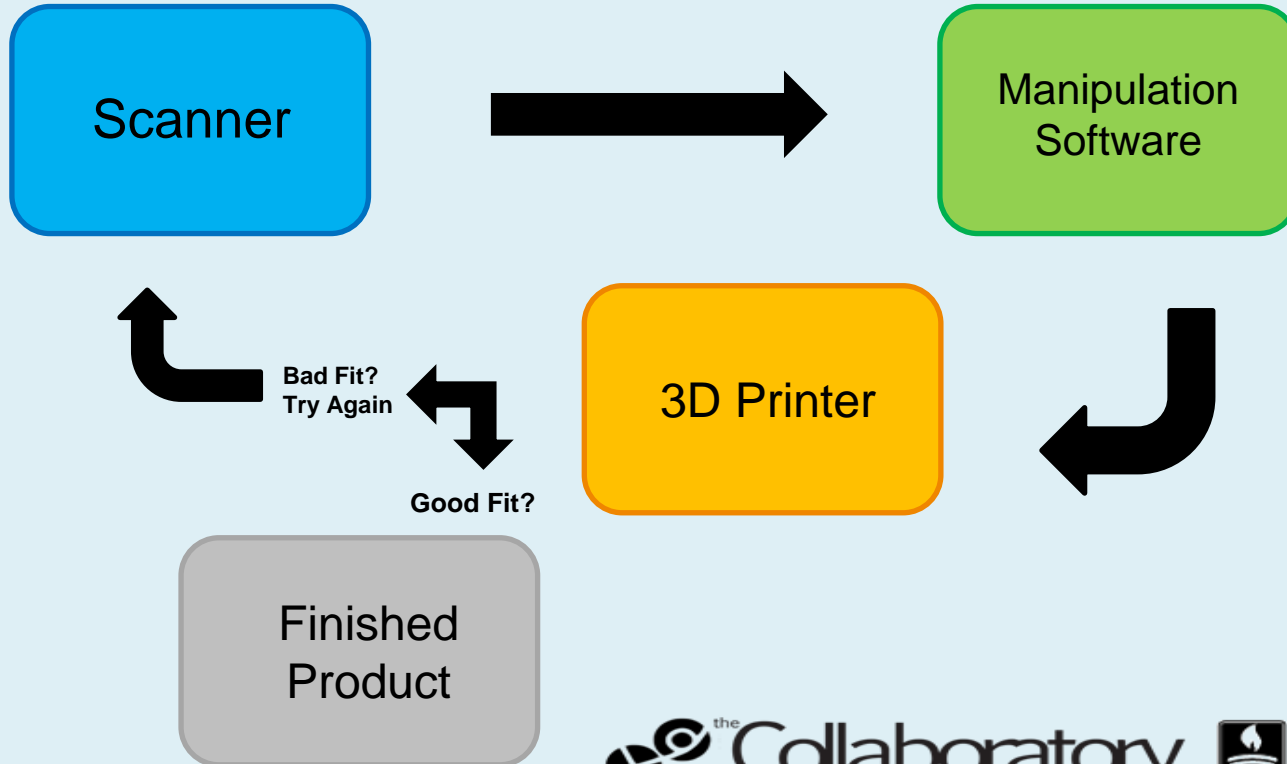 Scanner
Manipulation
Software
3D Printer
Bad Fit?
Try Again
Good Fit?
Finished
Product
the Collaboratory